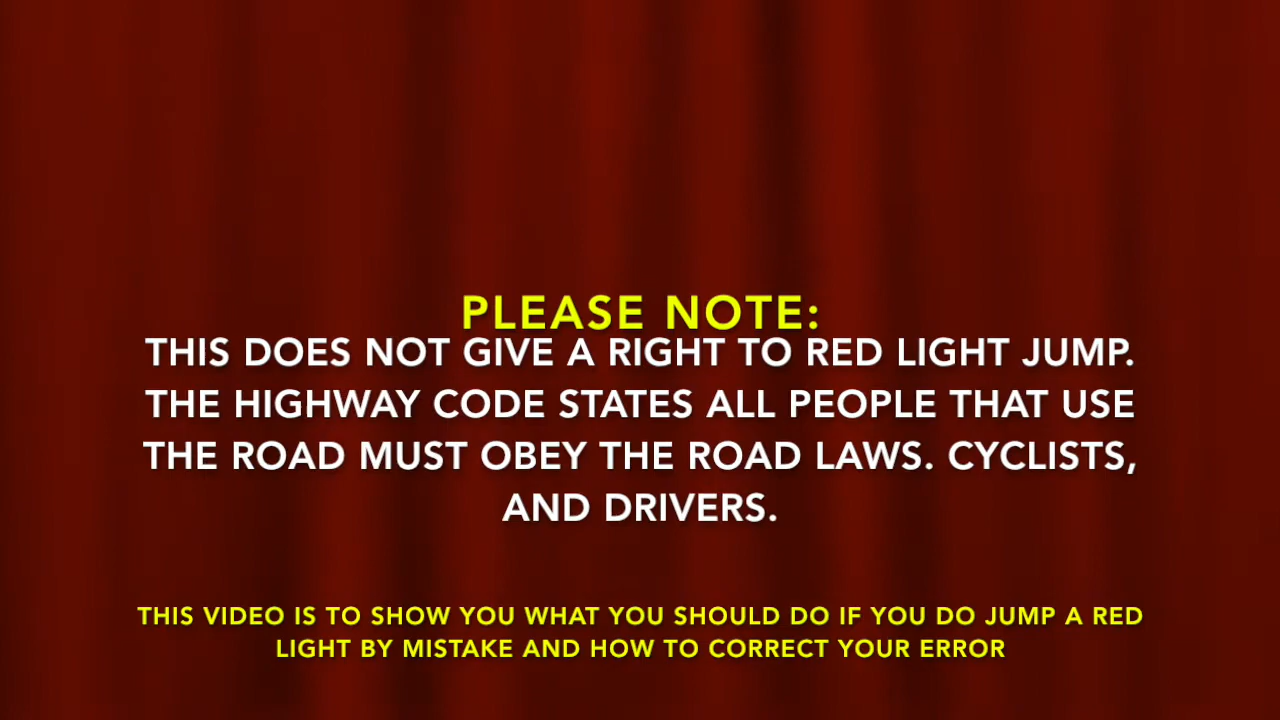 PLEASE NOTE:
THIS DOES NOT GIVE A RIGHT TO RED LIGHT JUMP.
THE HIGHWAY CODE STATES ALL PEOPLE THAT USE
THE ROAD MUST OBEY THE ROAD LAWS. CYCLISTS,
AND DRIVERS.
THIS VIDEO IS TO SHOW YOU WHAT YOU SHOULD DO IF YOU DO JUMP A RED
LIGHT BY MISTAKE AND HOW TO CORRECT YOUR ERROR